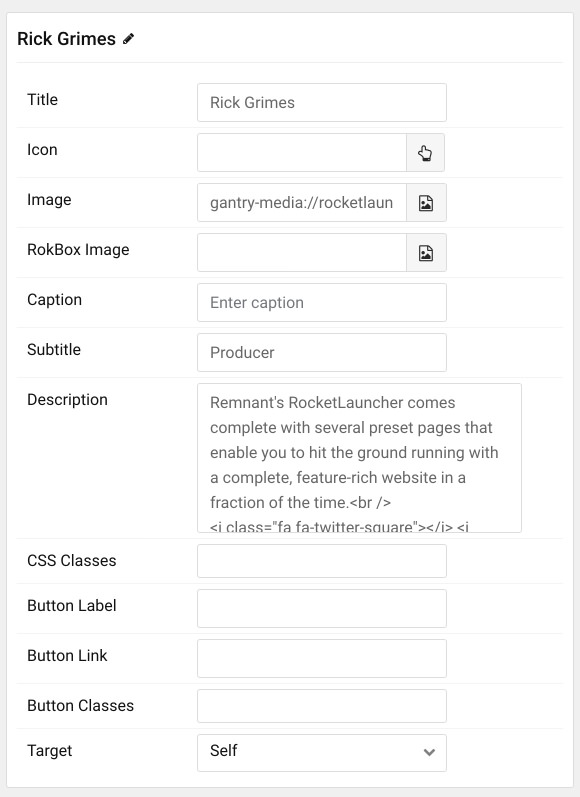 Rick Grimes
Title
Rick Grimes
Icon
Image
gantry-media://rocketlaun
RokBox Image
Caption
Enter caption
Subtitle
Producer
Description
Remnant's RocketLauncher comes
complete with several preset pages that
enable you to hit the ground running with
a complete, feature-rich website in a
fraction of the time.<br />
<i class="fa fa-twitter-square"></i> <i
CSS Classes
Button Label
Button Link
Button Classes
Target
Self